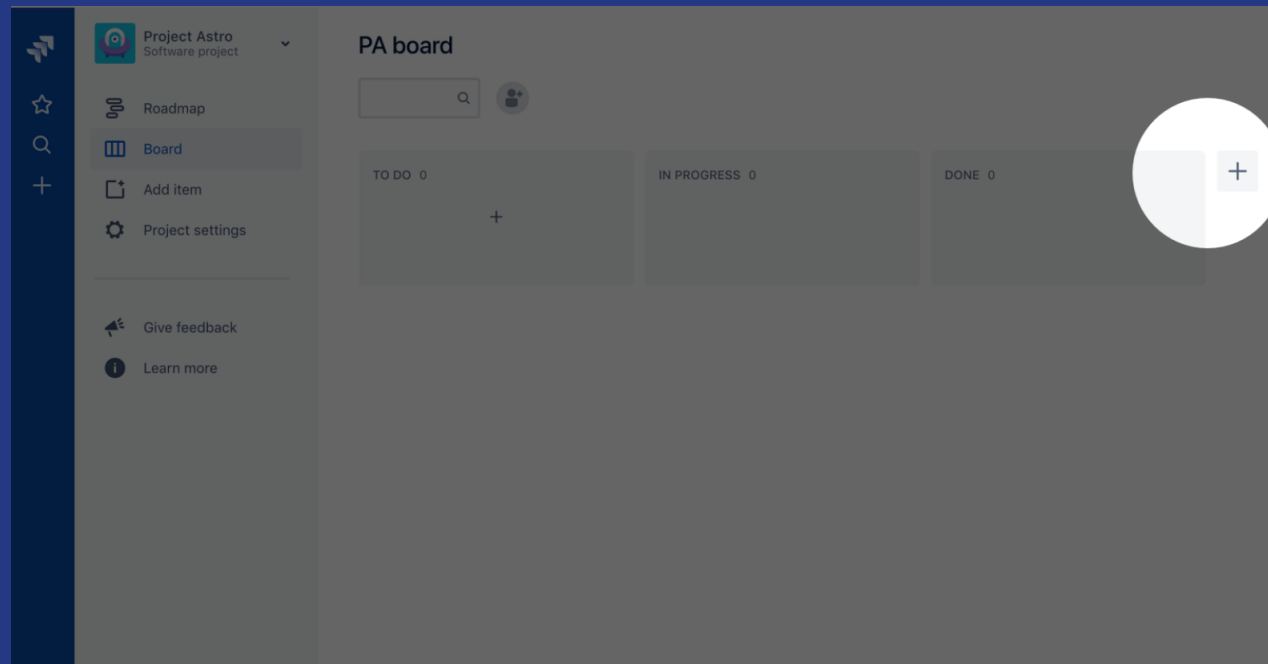 Project Astro
Software project
Roadmap
Board
Add item
Project settings
Give feedback
Learn more
PA board
TO DO 0
IN PROGRESS 0
DONE 0